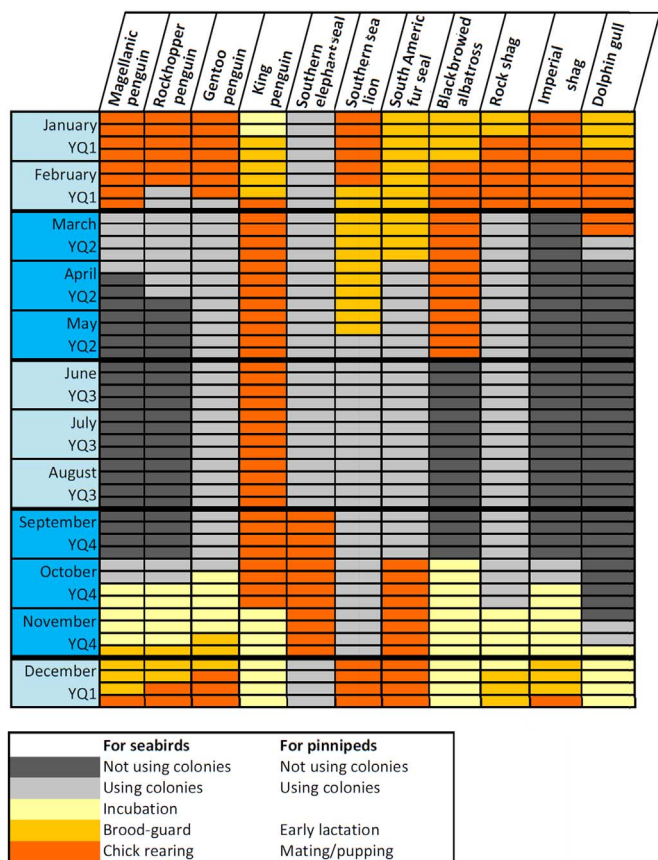 Magellanic
penguin
Rockhopper
penguin
Gentoo
penguin
King
penguin
Southern
elephant seal
Southern sea
lion
South Americ
fur seal
Blackbrowed
albatross
Rock shag
Imperial
shag
Dolphin gull
January
YQ1
February
YQ1
March
YQ2
April
YQ2
May
YQ2
June
YQ3
July
YQ3
August
YQ3
September
YQ4
October
YQ4
November
YQ4
December
YQ1
For seabirds For pinnipeds
Not using colonies Not using colonies
Using colonies Using colonies
Incubation
Brood-guard Early lactation
Chick rearing Mating/pupping